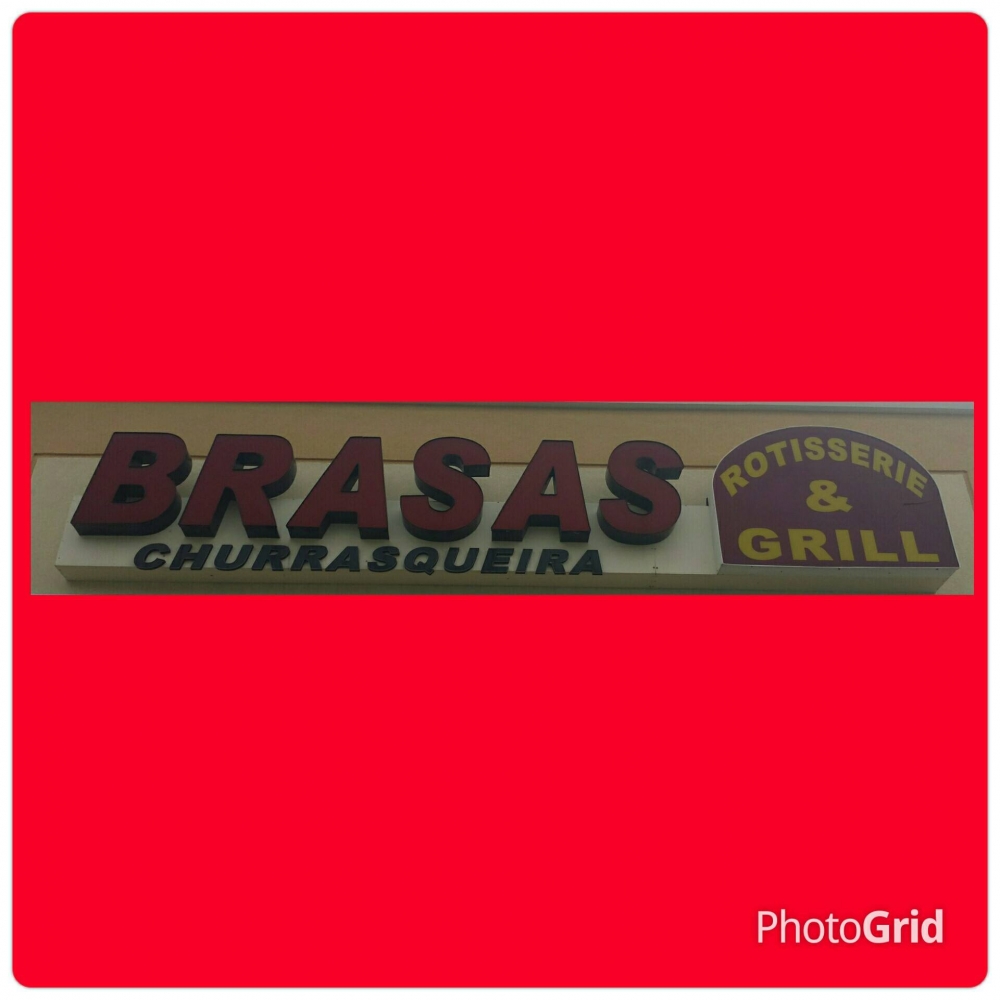 BRASAS
CHURRASQUEIRA
ROTISSERIE
&
GRILL
PhotoGrid